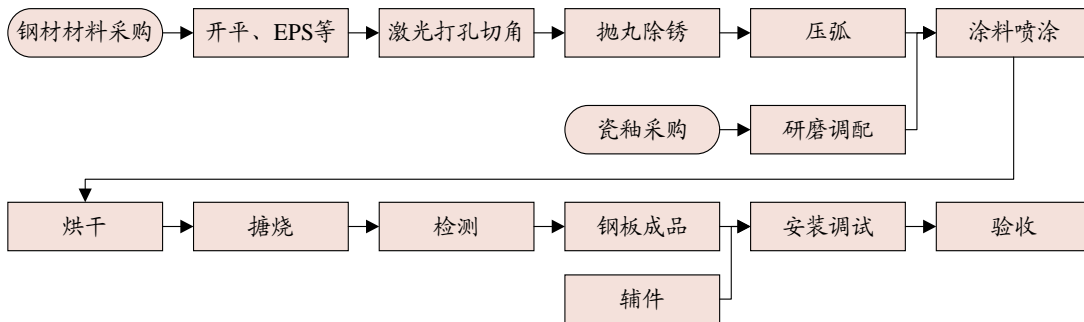 钢材材料采购
开平、EPS等
激光打孔切角
抛丸除锈
压弧
涂料喷涂
瓷釉采购
研磨调配
烘干
搪烧
检测
钢板成品
安装调试
验收
辅件